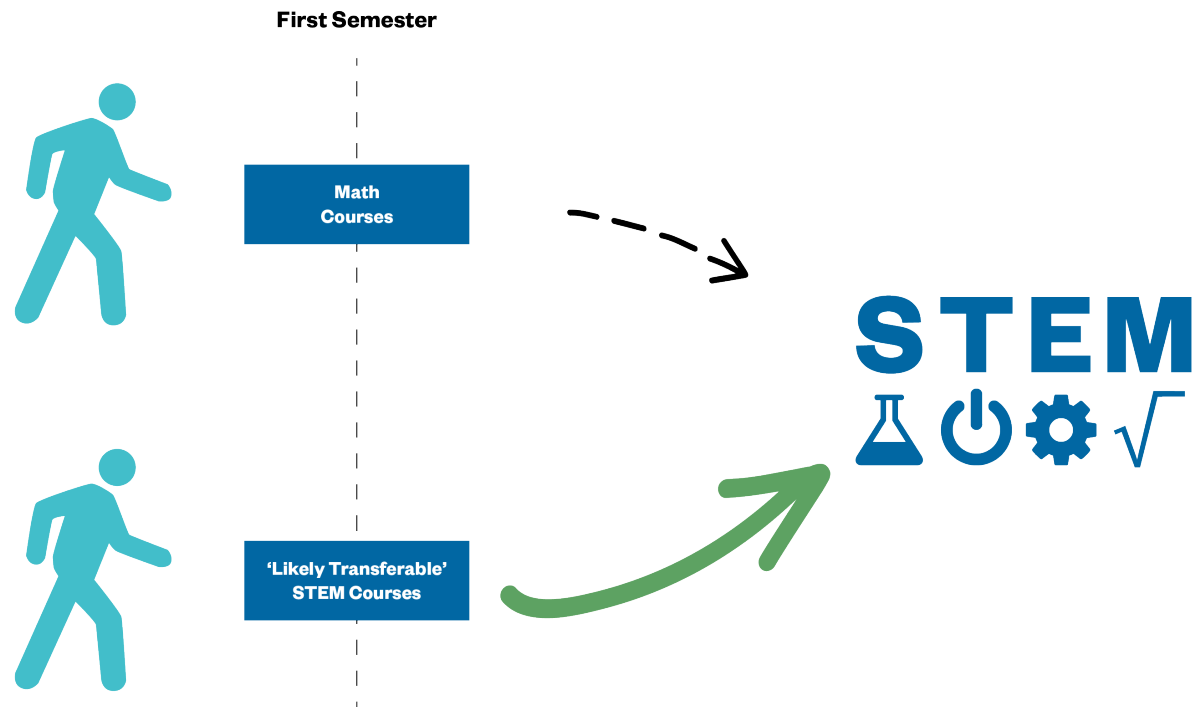 First Semester
Math
Courses
STEM
‘Likely Transferable’
STEM Courses